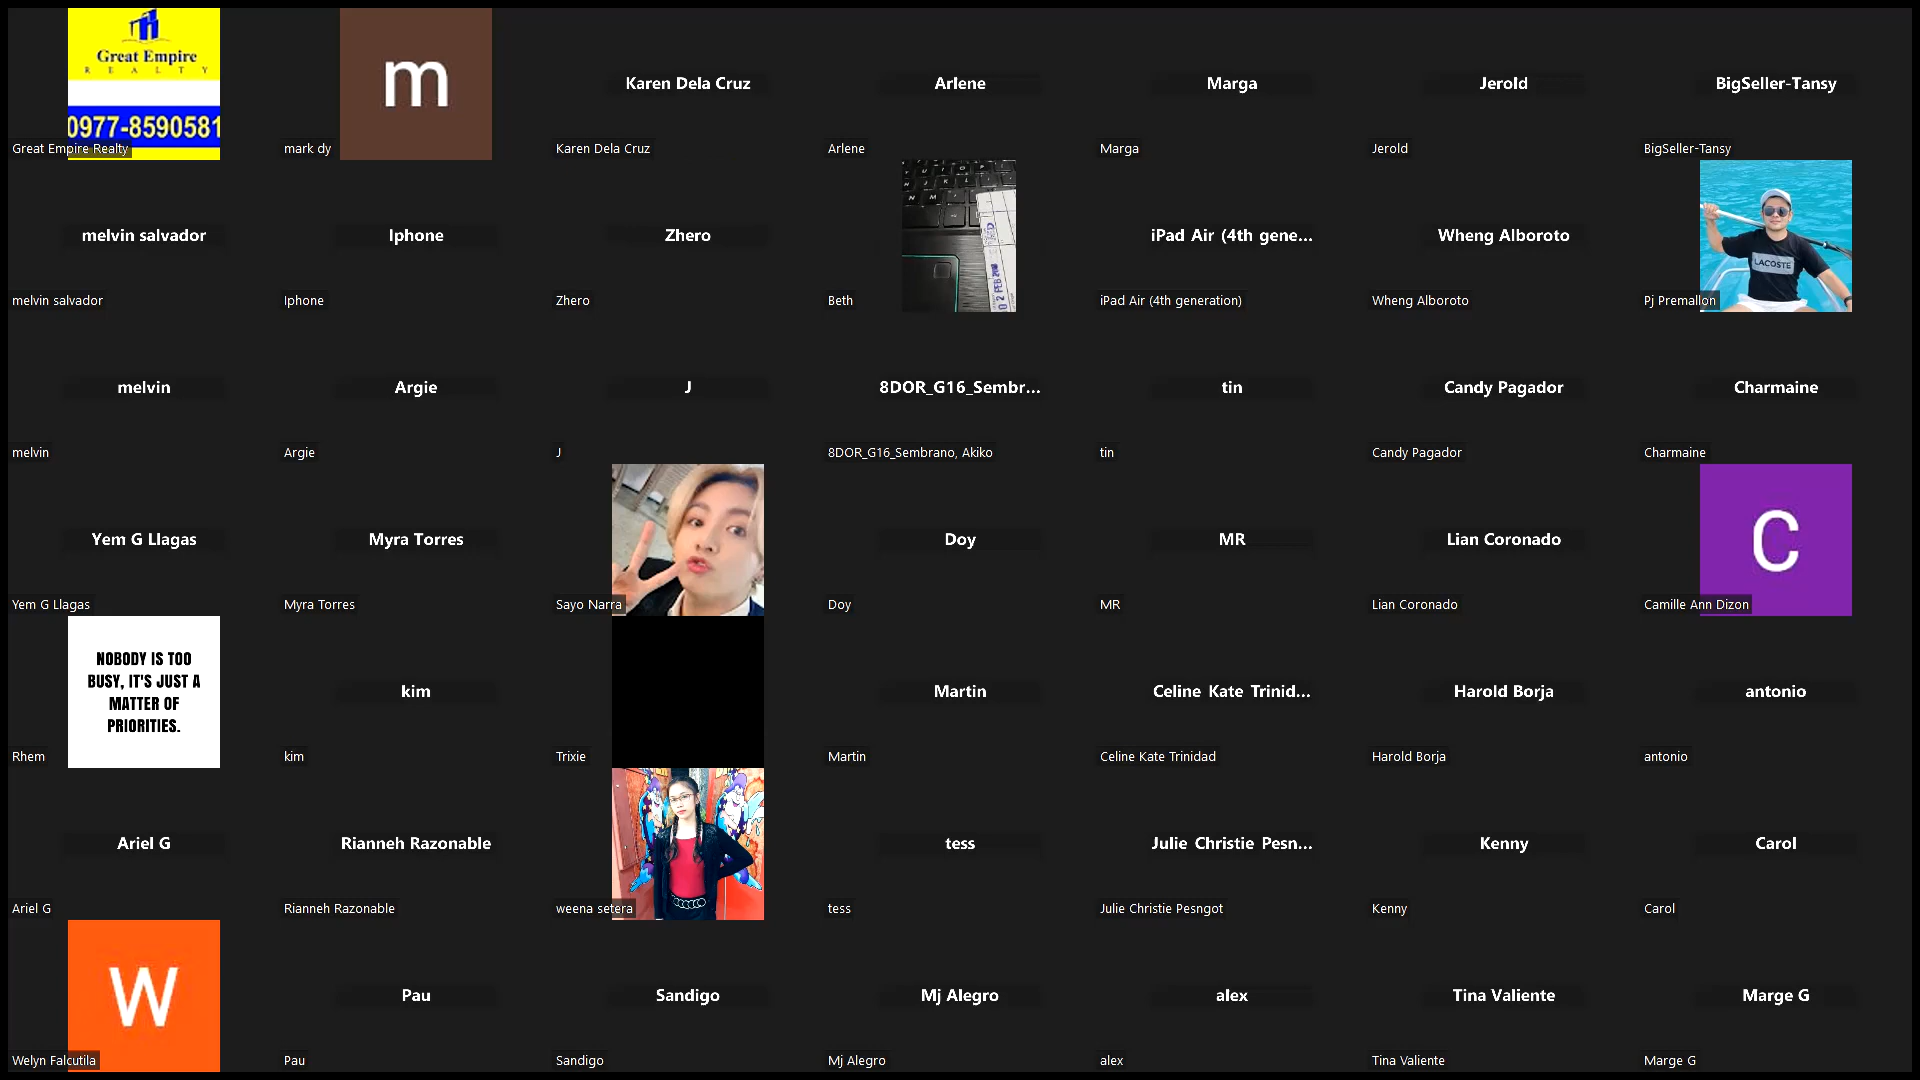 Great Empire
REALTY
0977-8590581
Great Empire Realty
m
mark dy
Karen Dela Cruz
Karen Dela Cruz
Arlene
Arlene
Marga
Marga
Jerold
Jerold
BigSeller-Tansy
BigSeller-Tansy
melvin salvador
melvin salvador
Iphone
Iphone
Zhero
Zhero
Beth
iPad Air (4th gene...
iPad Air (4th generation)
Wheng Alboroto
Wheng Alboroto
LACOSTE
Pj Premallon
melvin
melvin
Argie
Argie
J
J
8DOR_G16_Sembr...
8DOR_G16_Sembrano, Akiko
tin
tin
Candy Pagador
Candy Pagador
Charmaine
Charmaine
Yem G Llagas
Yem G Llagas
Myra Torres
Myra Torres
Sayo Narra
Doy
Doy
MR
MR
Lian Coronado
Lian Coronado
C
Camille Ann Dizon
NOBODY IS TOO
BUSY, IT'S JUST A
MATTER OF
PRIORITIES.
Rhem
kim
kim
Trixie
Martin
Martin
Celine Kate Trinid...
Celine Kate Trinidad
Harold Borja
Harold Borja
antonio
antonio
Ariel G
Ariel G
Rianneh Razonable
Rianneh Razonable
weena setera
tess
tess
Julie Christie Pesn...
Julie Christie Pesngot
Kenny
Kenny
Carol
Carol
W
Welyn Falcutila
Pau
Pau
Sandigo
Sandigo
Mj Alegro
Mj Alegro
alex
alex
Tina Valiente
Tina Valiente
Marge G
Marge G